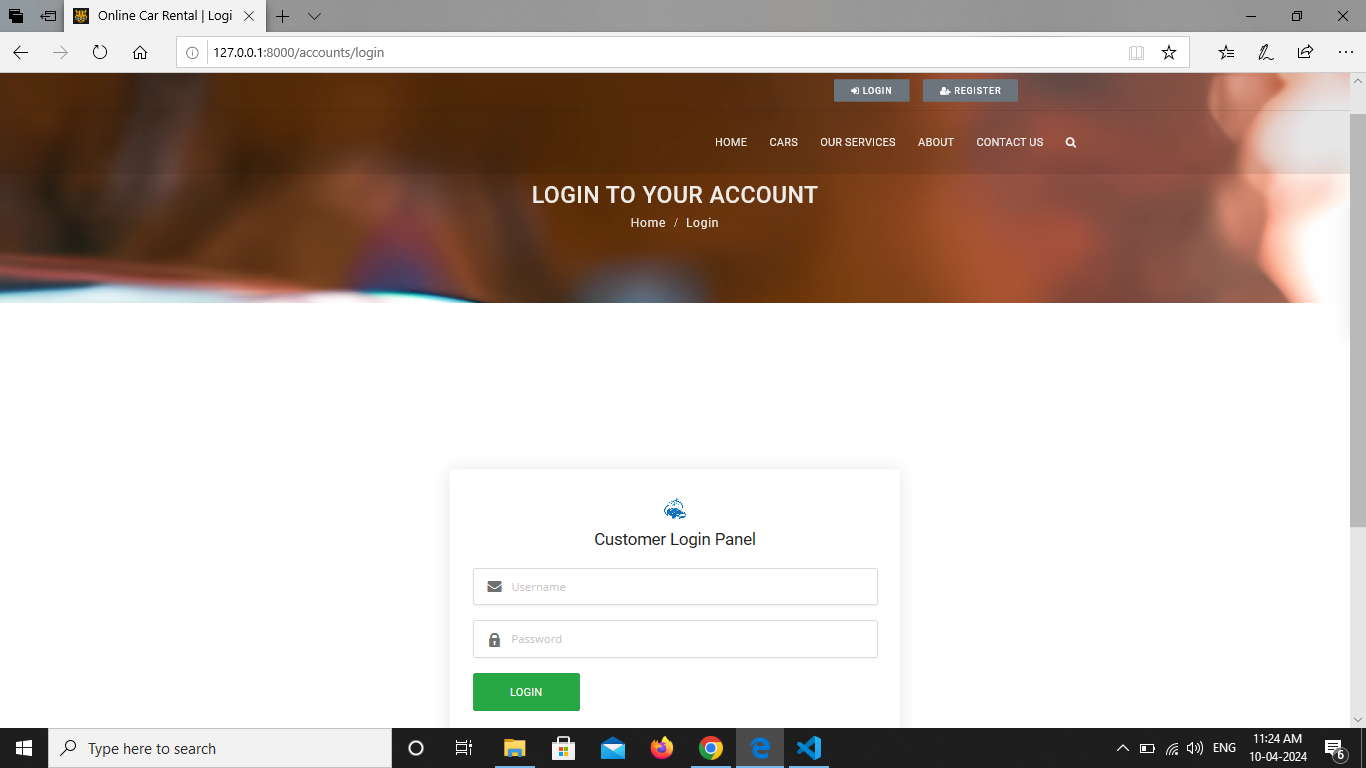 Online Car Rental | Logi
127.0.0.1:8000/accounts/login
LOGIN REGISTER
HOME CARS OUR SERVICES ABOUT CONTACT US
LOGIN TO YOUR ACCOUNT
Home / Login
Customer Login Panel
Username
Password
LOGIN
Type here to search
ENG
11:24 AM
10-04-2024
6